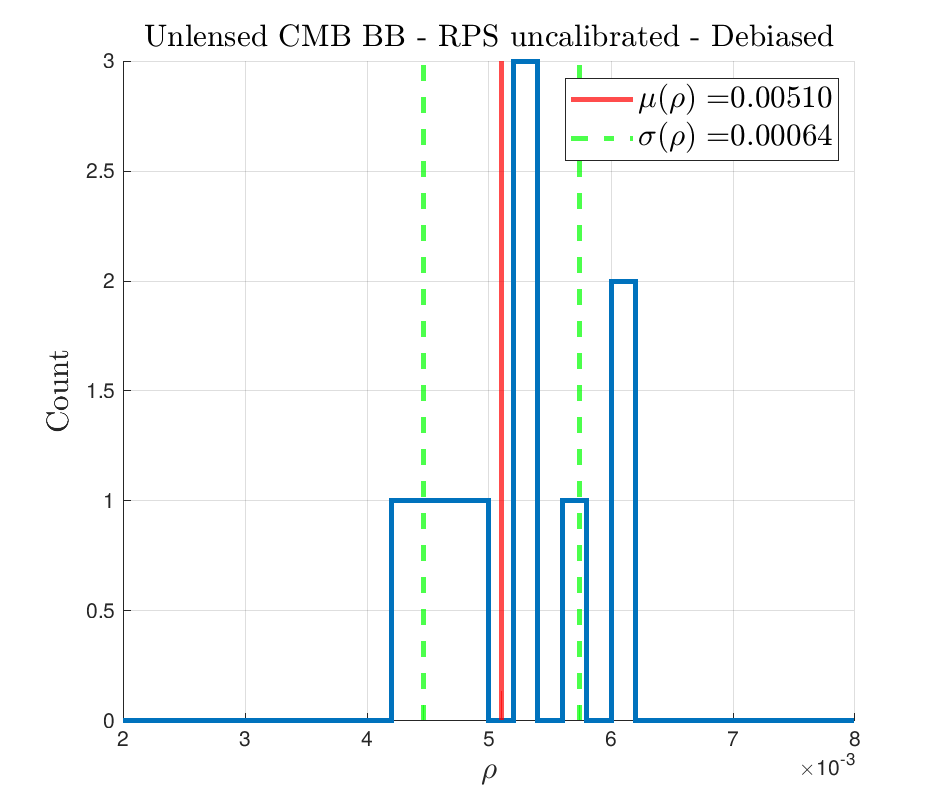 Unlensed CMB BB - RPS uncalibrated - Debiased
μ(ρ) =0.00510
σ(ρ) =0.00064
3
2.5
2
1.5
1
0.5
0
Count
2 3 4 5 6 7 8
×10-3
ρ